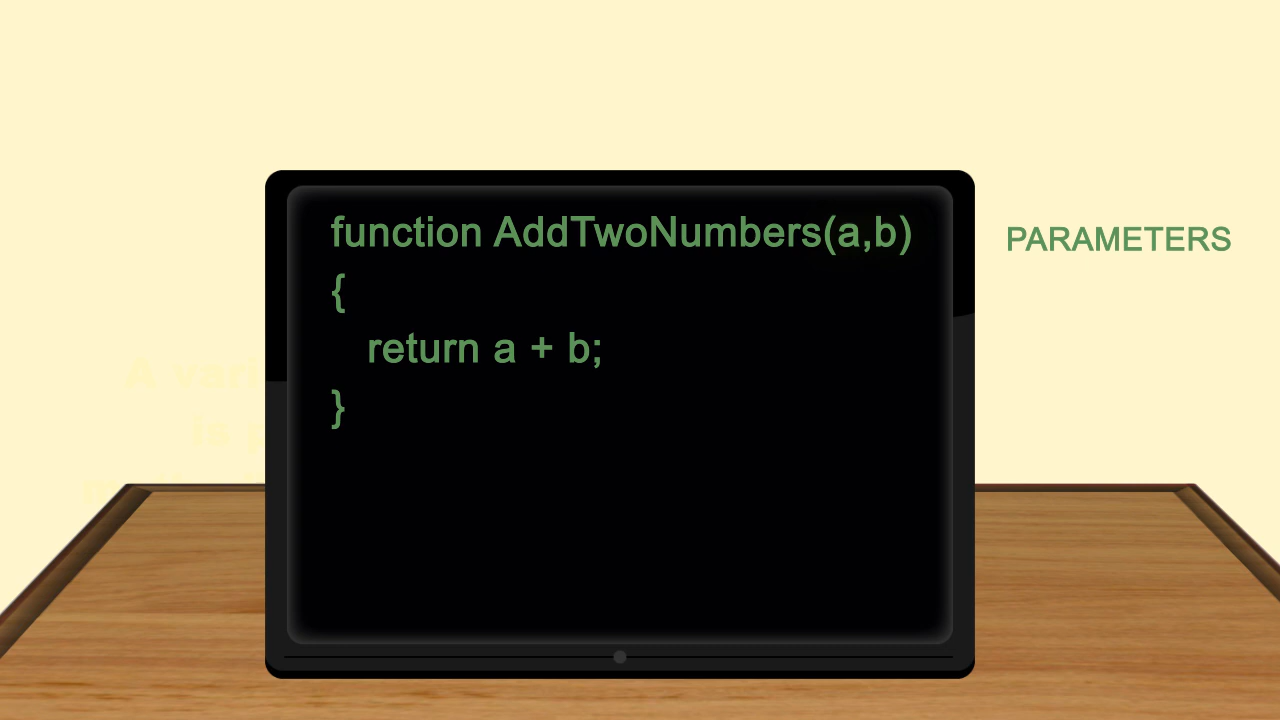 function AddTwoNumbers(a,b)
PARAMETERS
{
return a + b;
}
A